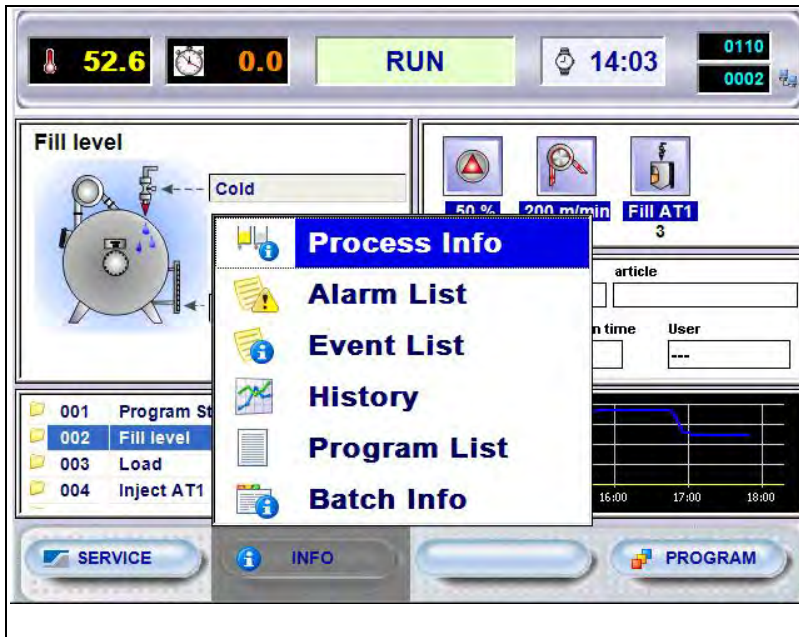 52.6
0.0
RUN
14:03
0110
0002
Fill level
Cold
50 %
200 m/min
Fill AT1
3
article
n time
User
---
Process Info
Alarm List
Event List
History
Program List
Batch Info
001 Program St
002 Fill level
003 Load
004 Inject AT1
16:00
17:00
18:00
SERVICE
INFO
PROGRAM